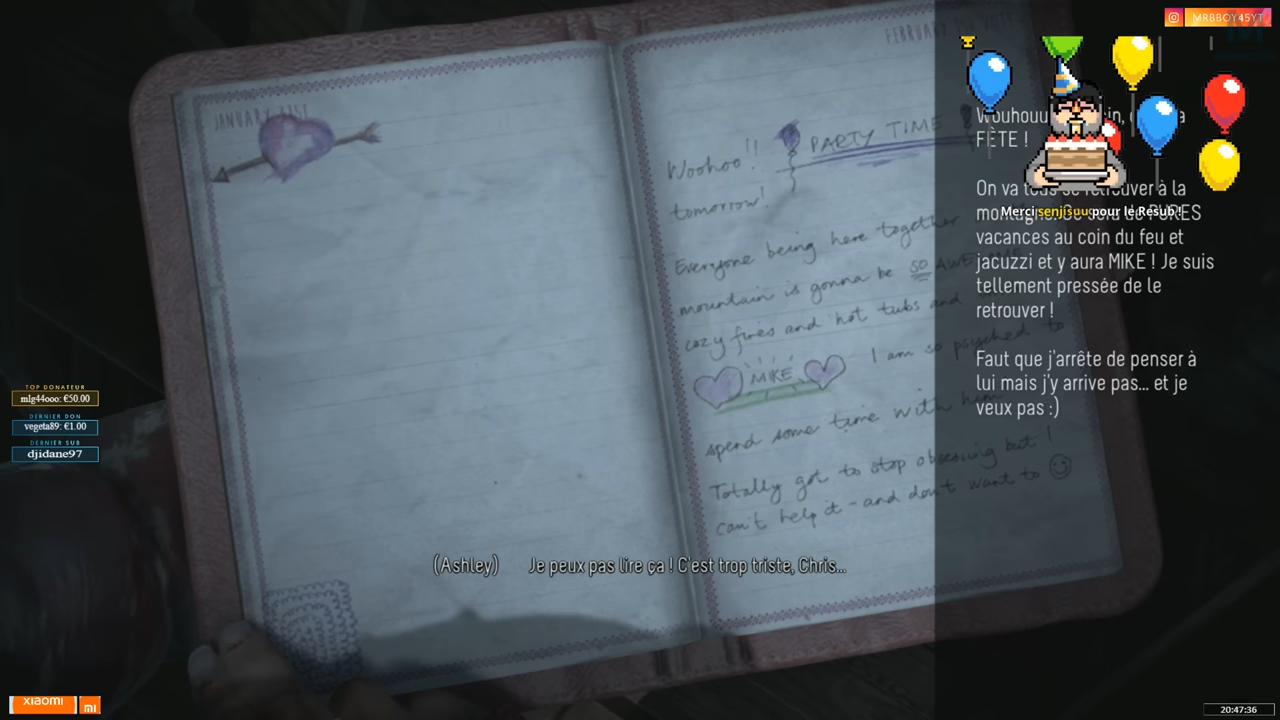 MRBBOY45YT
JANUARY 31ST
FEBRUARY
Woohoo!! PARTY TIME
tomorrow!
Everyone being here together
mountain is gonna be so
cozy fires and hot tubs and
MIKE I am so psyched to
spend some time with him
Totally got to stop obsessing but I
can't help it - and don't want to
Wouhouu
FÊTE !
On va tous se retrouver à la
montagne. Ce sera de PURES
vacances au coin du feu et
jacuzzi et y aura MIKE ! Je suis
tellement pressée de le
retrouver !
Faut que j'arrête de penser à
lui mais j'y arrive pas... et je
veux pas :)
Merci senjisuu pour le Resub !
TOP DONATEUR
mlg44ooo: €50.00
DERNIER DON
vegeta89: €1.00
DERNIER SUB
djidane97
(Ashley) Je peux pas lire ça ! C'est trop triste, Chris...
xiaomi
mi
20:47:36